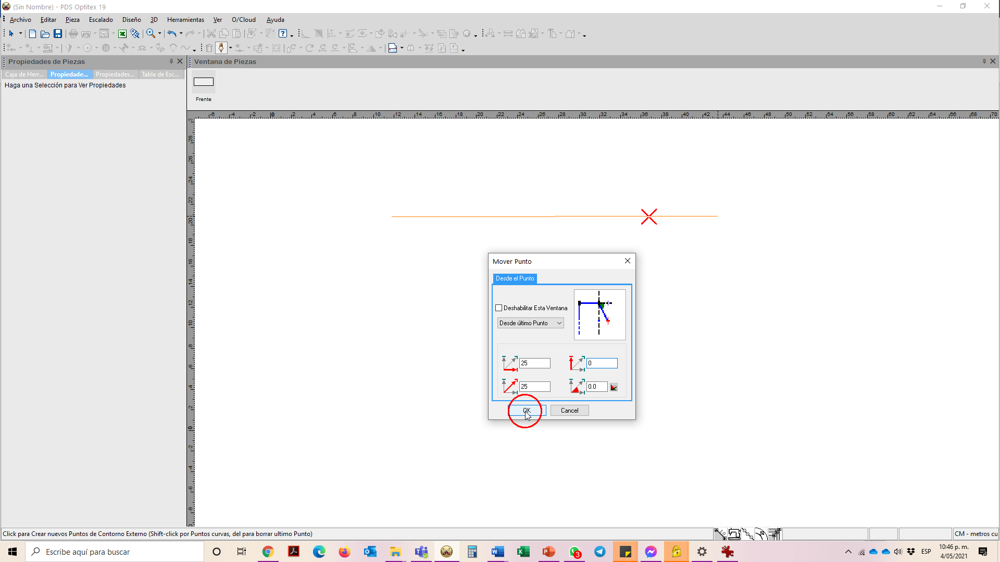 (Sin Nombre) - PDS Optitex 19
Archivo Editar Pieza Escalado Diseño 3D Herramientas Ver O/Cloud Ayuda
Propiedades de Piezas
Ventana de Piezas
Caja de Herr... Propiedade... Propiedades... Tabla de Esc...
Haga una Selección para Ver Propiedades
Frente
-6 -4 -2 0 2 4 6 8 10 12 14 16 18 20 22 24 26 28 30 32 34 36 38 40 42 44 46 48 50 52 54 56 58 60 62 64 66 68 70
28
26
24
22
20
18
16
14
12
10
8
6
4
2
0
-2
-4
-6
-8
Mover Punto
Desde el Punto
Deshabilitar Esta Ventana
Desde último Punto
25
0
25
0.0
OK
Cancel
Click para Crear nuevos Puntos de Contorno Externo (Shift-click por Puntos curvas, del para borrar ultimo Punto)
CM - metros cu
Escribe aquí para buscar
3
ESP
10:46 p. m.
4/05/2021